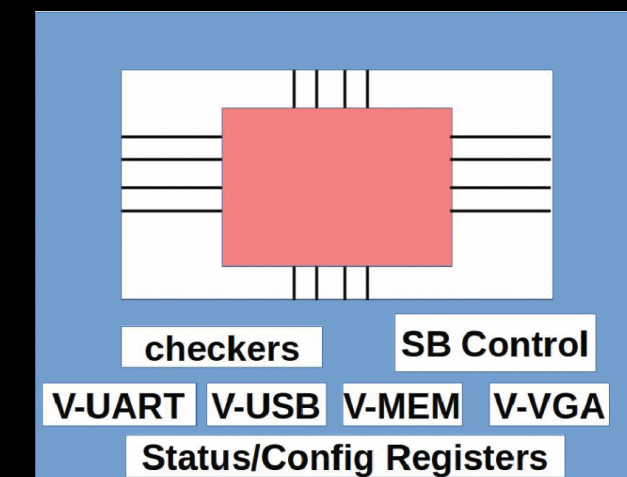 checkers
SB Control
V-UART V-USB V-MEM V-VGA
Status/Config Registers